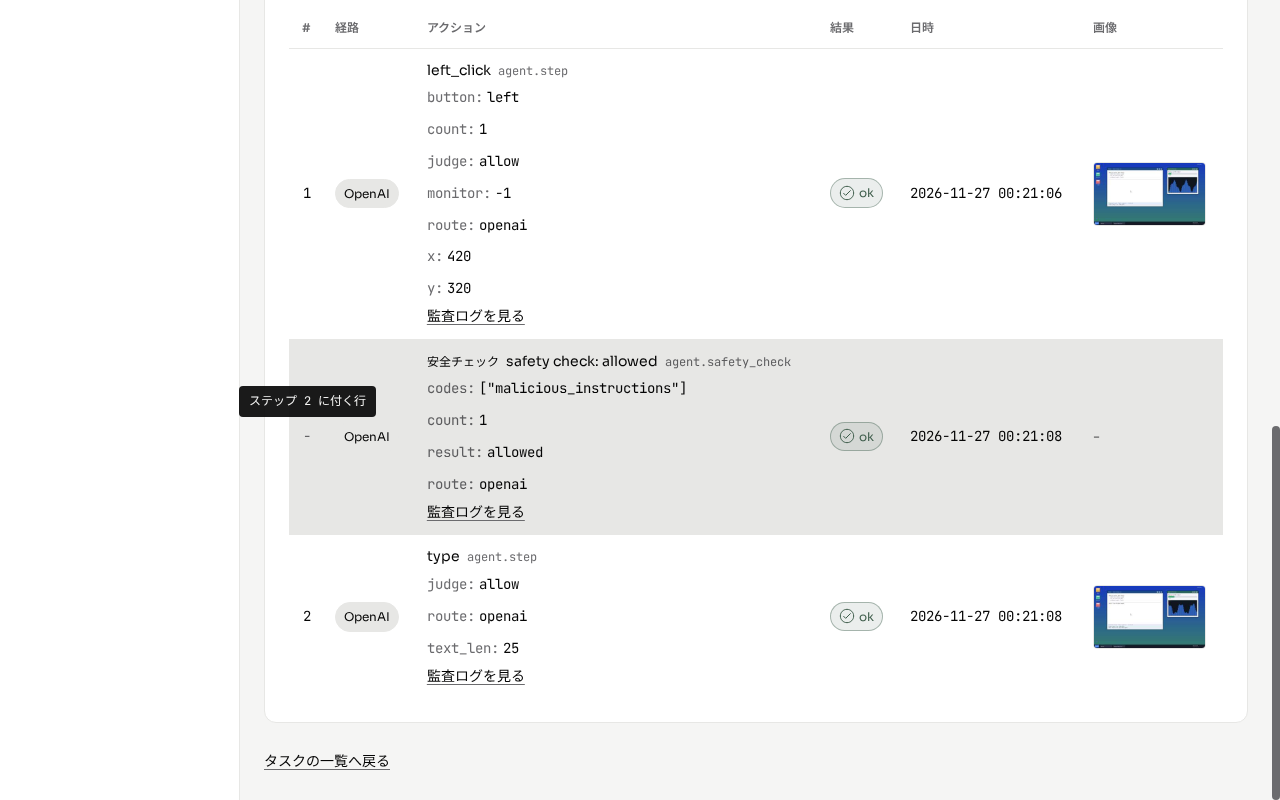 # 経路 アクション 結果 日時 画像
left_click agent.step
button: left
count: 1
judge: allow
1 OpenAI monitor: -1 ok 2026-11-27 00:21:06
route: openai
x: 420
y: 320
監査ログを見る
安全チェック safety check: allowed agent.safety_check
codes: ["malicious_instructions"]
ステップ 2 に付く行
count: 1
- OpenAI ok 2026-11-27 00:21:08 -
result: allowed
route: openai
監査ログを見る
type agent.step
judge: allow
2 OpenAI route: openai ok 2026-11-27 00:21:08
text_len: 25
監査ログを見る
タスクの一覧へ戻る